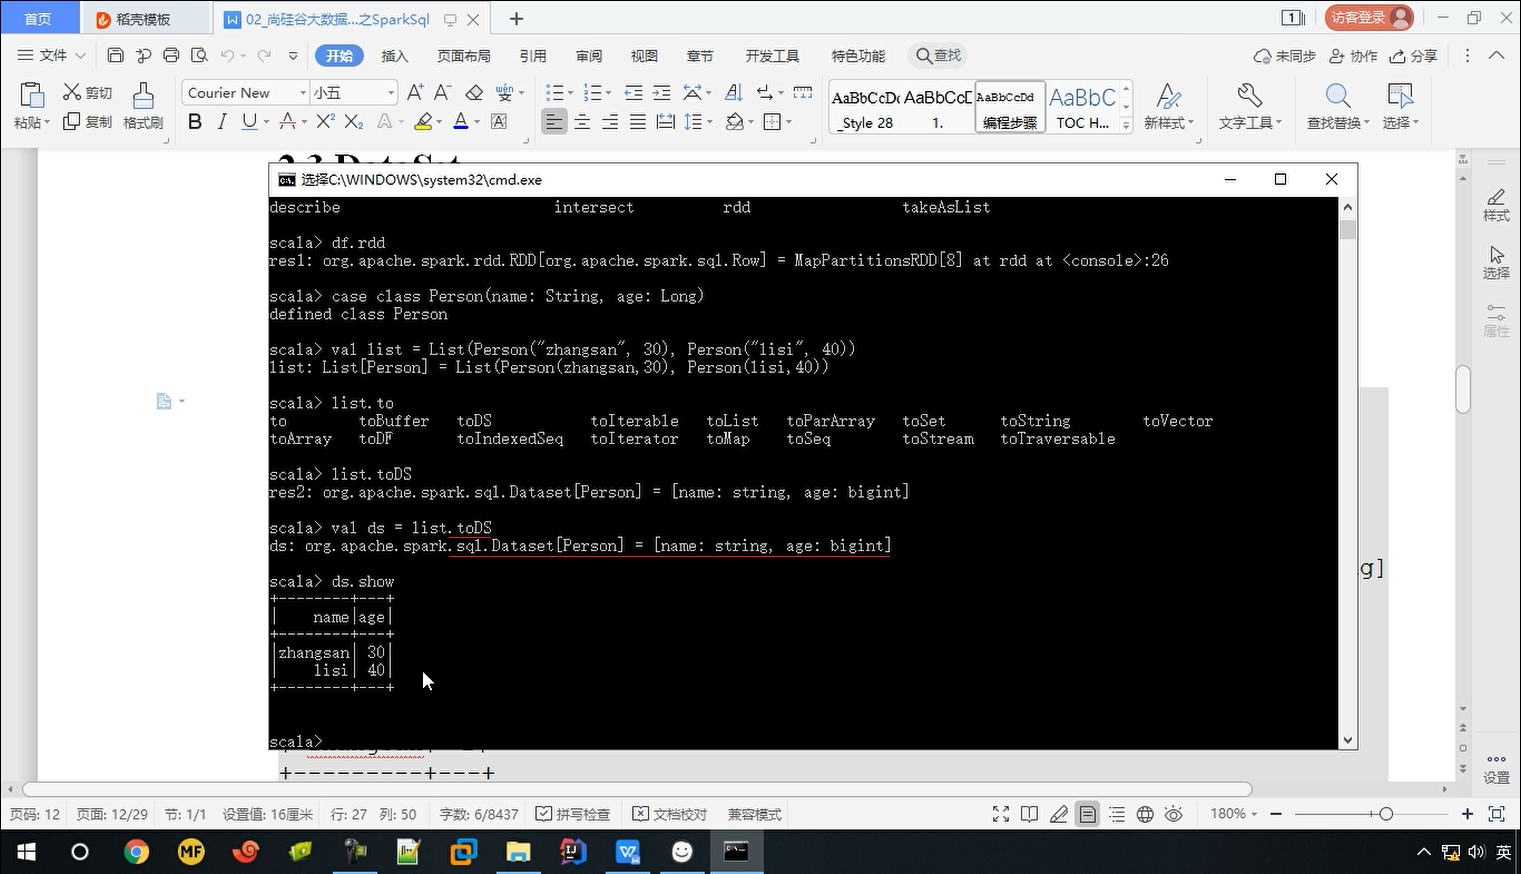 首页 稻壳模板 02_尚硅谷大数据...之SparkSql 1 访客登录
文件 开始 插入 页面布局 引用 审阅 视图 章节 开发工具 特色功能 查找 未同步 协作 分享
粘贴 剪切 复制 格式刷 Courier New 小五 wén
AaBbCcDc AaBbCcD AaBbCcDd AaBbC
_Style 28 1. 编程步骤 TOC H... 新样式 文字工具 查找替换 选择
2.3 DataSet
选择C:\WINDOWS\system32\cmd.exe
describe intersect rdd takeAsList
scala> df.rdd
res1: org.apache.spark.rdd.RDD[org.apache.spark.sql.Row] = MapPartitionsRDD[8] at rdd at <console>:26
scala> case class Person(name: String, age: Long)
defined class Person
scala> val list = List(Person("zhangsan", 30), Person("lisi", 40))
list: List[Person] = List(Person(zhangsan,30), Person(lisi,40))
scala> list.to
to toBuffer toDS toIterable toList toParArray toSet toString toVector
toArray toDF toIndexedSeq toIterator toMap toSeq toStream toTraversable
scala> list.toDS
res2: org.apache.spark.sql.Dataset[Person] = [name: string, age: bigint]
scala> val ds = list.toDS
ds: org.apache.spark.sql.Dataset[Person] = [name: string, age: bigint]
scala> ds.show
+--------+---+
|    name|age|
+--------+---+
|zhangsan| 30|
|    lisi| 40|
+--------+---+
scala>
g]
+---------+---+
样式
选择
属性
设置
页码: 12 页面: 12/29 节: 1/1 设置值: 16厘米 行: 27 列: 50 字数: 6/8437 拼写检查 文档校对 兼容模式 180%
MF 英